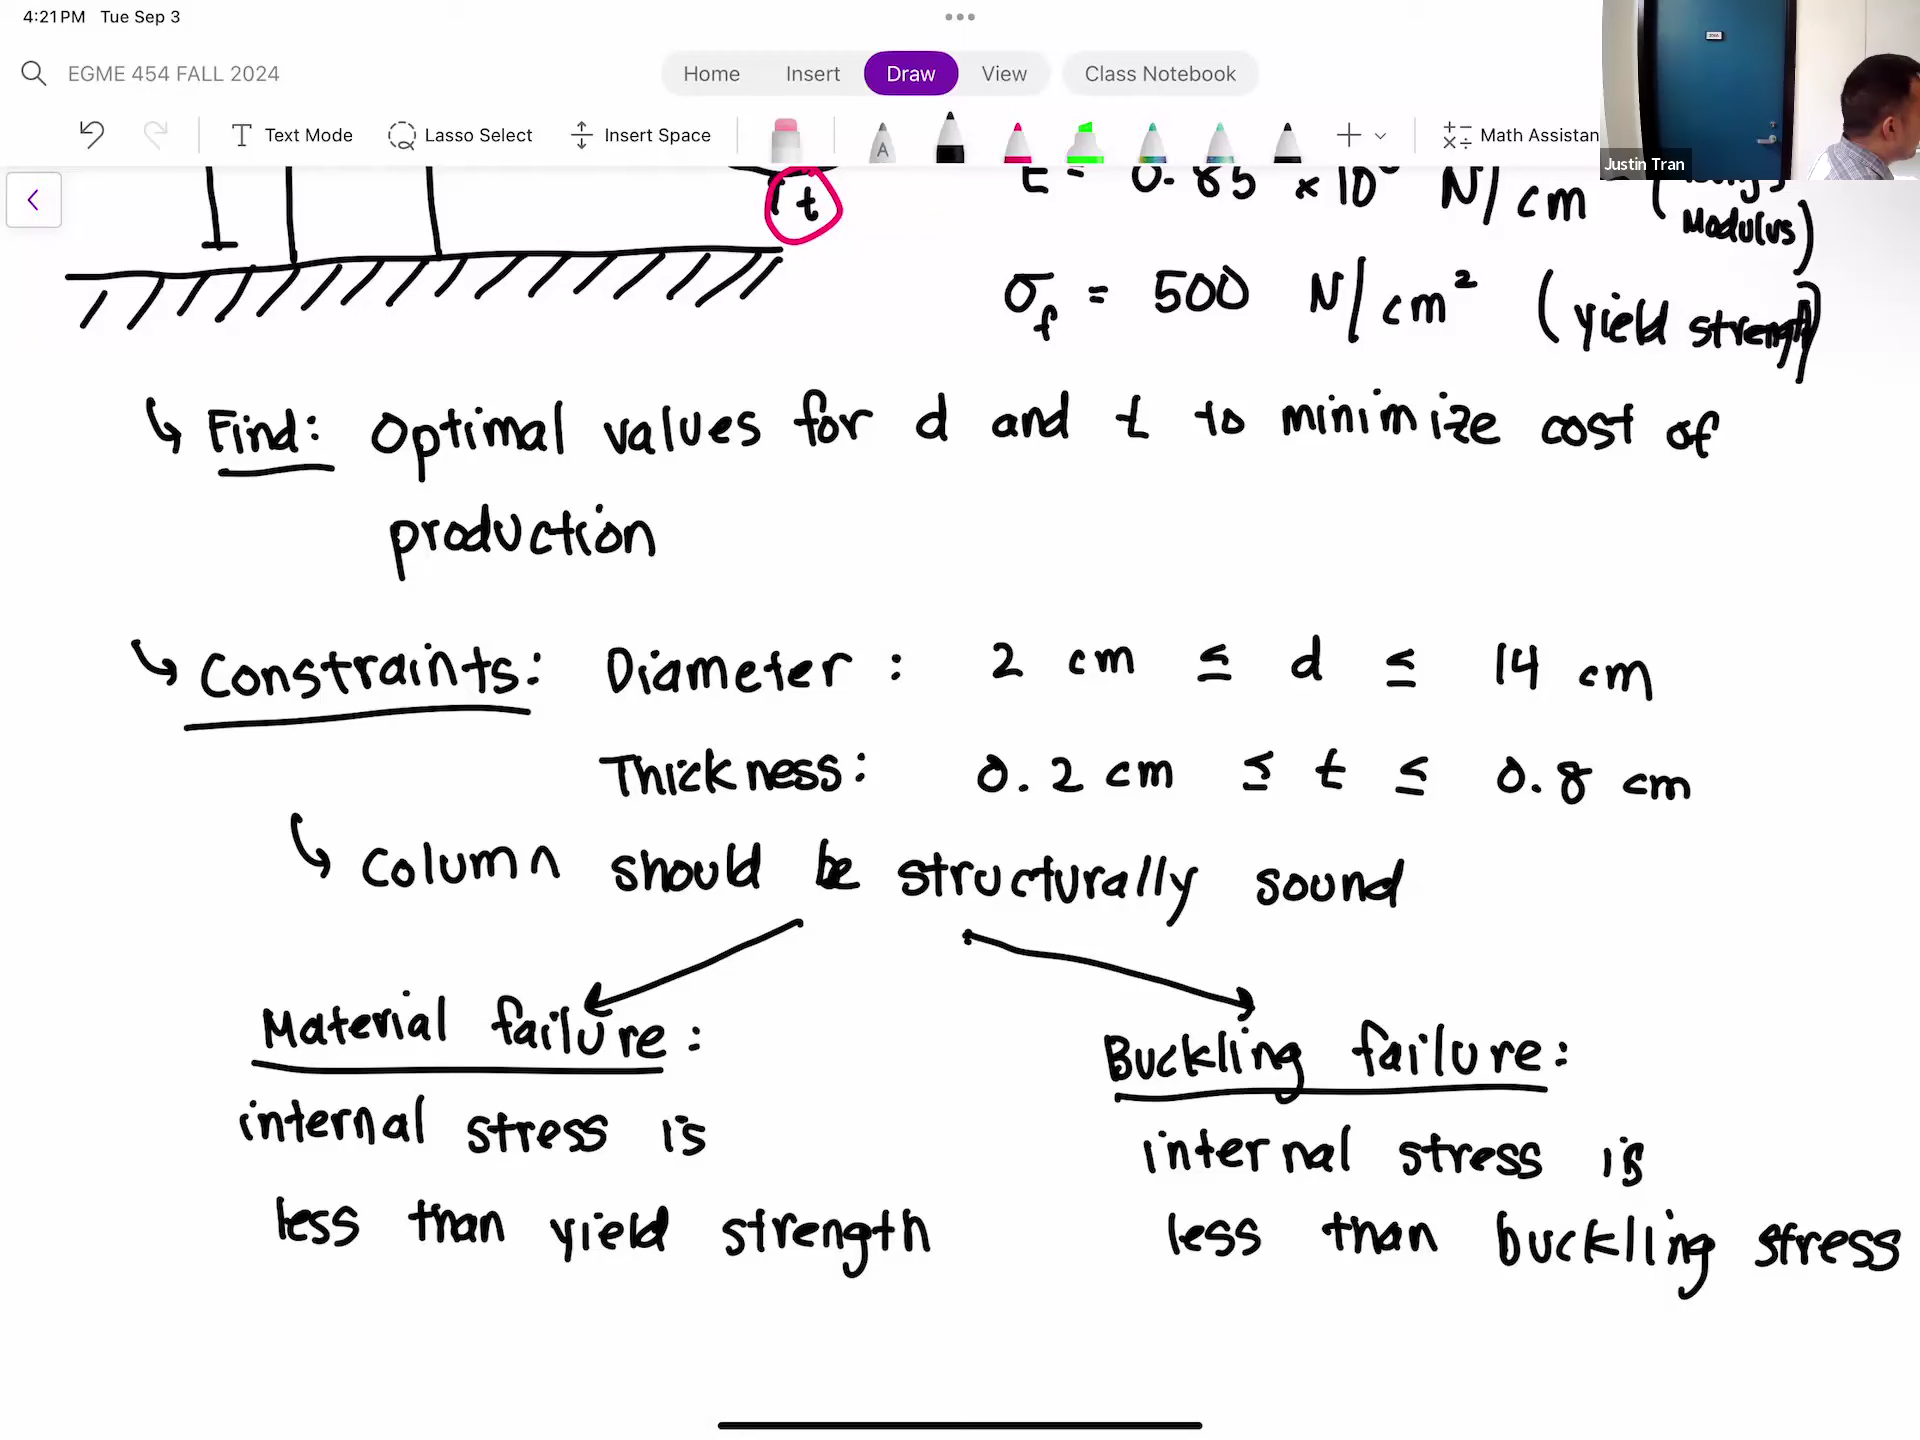 4:21 PM Tue Sep 3
EGME 454 FALL 2024
Home Insert Draw View Class Notebook
Text Mode Lasso Select Insert Space Math Assistan
Justin Tran
t
E = 0.85 × 10⁶ N/cm
Modulus)
σf = 500 N/cm² (yield strength)
Find: Optimal values for d and t to minimize cost of
production
Constraints: Diameter: 2 cm ≤ d ≤ 14 cm
Thickness: 0.2 cm ≤ t ≤ 0.8 cm
Column should be structurally sound
Material failure:
internal stress is
less than yield strength
Buckling failure:
internal stress is
less than buckling stress